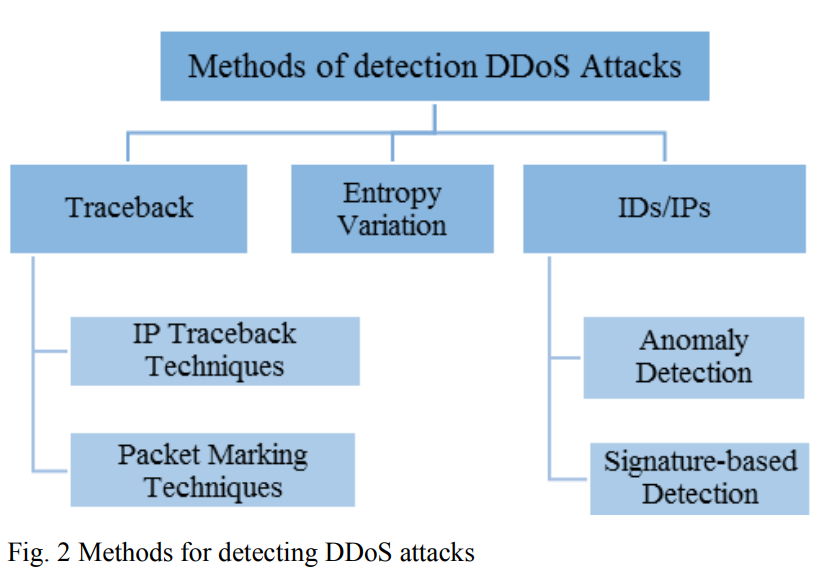 Methods of detection DDoS Attacks
Traceback
Entropy
Variation
IDs/IPs
IP Traceback
Techniques
Packet Marking
Techniques
Anomaly
Detection
Signature-based
Detection
Fig. 2 Methods for detecting DDoS attacks